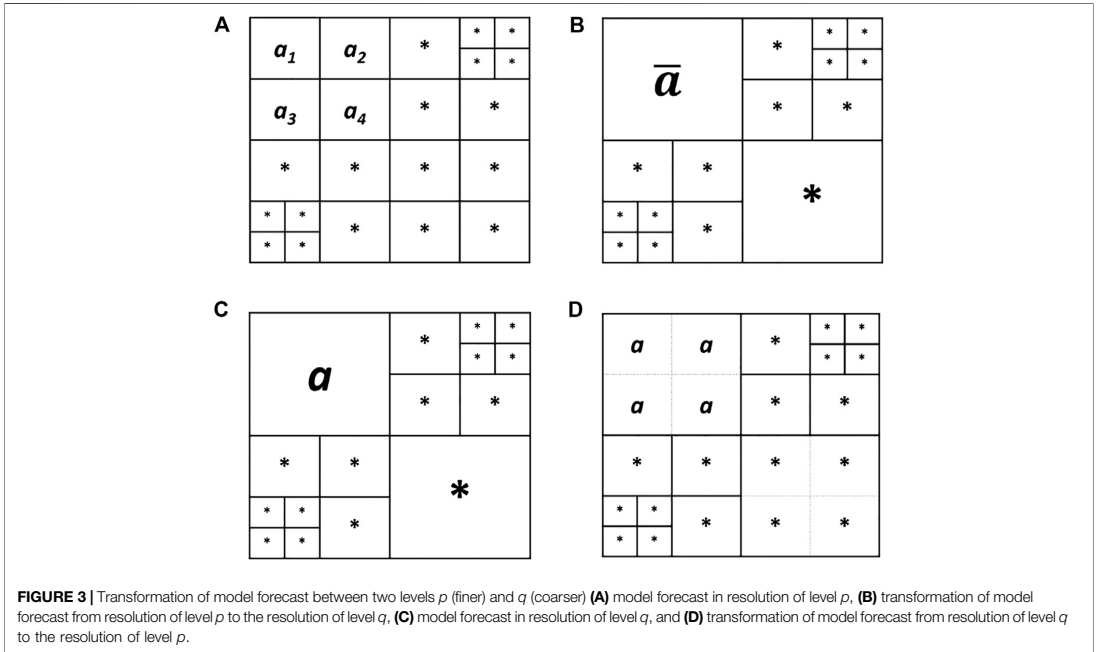 A
a₁ a₂ * * *
* *
a₃ a₄ * *
* * * *
* * * * *
* *
B
a̅ * * *
* *
* *
* * *
* * *
* *
C
a * * *
* *
* *
* * *
* * *
* *
D
a a * * *
* *
a a * *
* * * *
* * * * *
* *
FIGURE 3 | Transformation of model forecast between two levels p (finer) and q (coarser) (A) model forecast in resolution of level p, (B) transformation of model
forecast from resolution of level p to the resolution of level q, (C) model forecast in resolution of level q, and (D) transformation of model forecast from resolution of level q
to the resolution of level p.